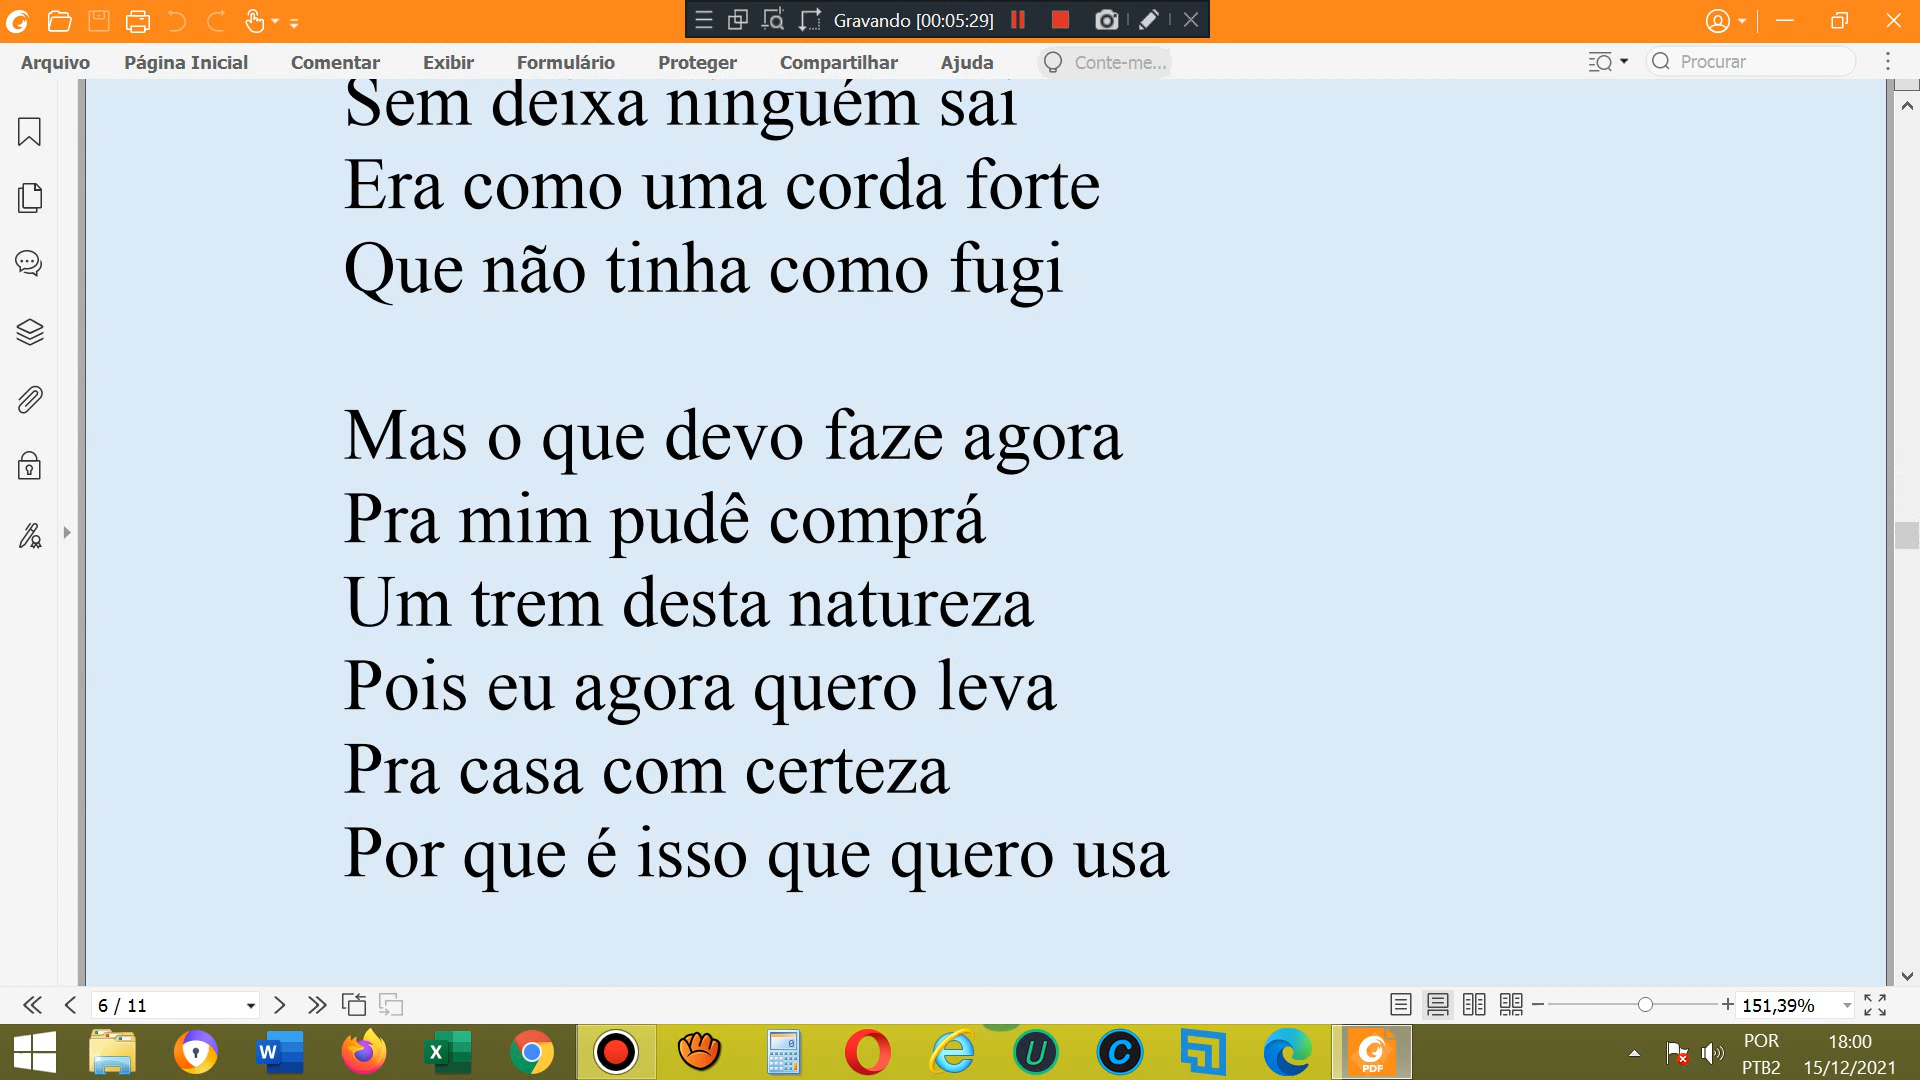 Gravando [00:05:29]
Arquivo Página Inicial Comentar Exibir Formulário Proteger Compartilhar Ajuda Conte-me... Procurar
Sem deixa ninguém sai
Era como uma corda forte
Que não tinha como fugi
Mas o que devo faze agora
Pra mim pudê comprá
Um trem desta natureza
Pois eu agora quero leva
Pra casa com certeza
Por que é isso que quero usa
6 / 11 151,39%
POR 18:00
PTB2 15/12/2021